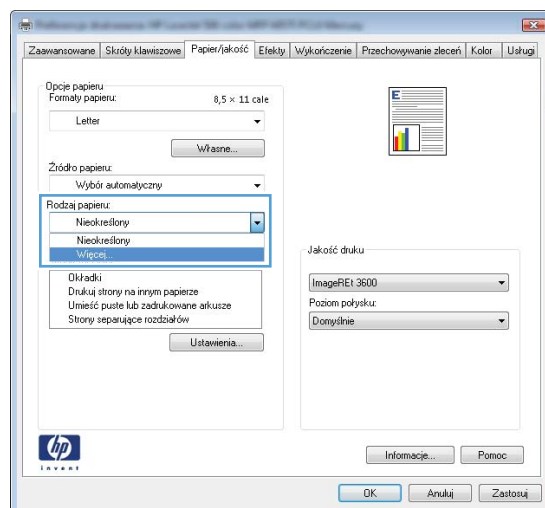 Zaawansowane Skróty klawiszowe Papier/jakość Efekty Wykończenie Przechowywanie zleceń Kolor Usługi
Opcje papieru
Formaty papieru: 8,5 × 11 cale
Letter
Własne...
Źródło papieru:
Wybór automatyczny
Rodzaj papieru:
Nieokreślony
Nieokreślony
Więcej...
Okładki
Drukuj strony na innym papierze
Umieść puste lub zadrukowane arkusze
Strony separujące rozdziałów
Ustawienia...
E
Jakość druku
ImageREt 3600
Poziom połysku:
Domyślnie
hp
invent
Informacje... Pomoc
OK Anuluj Zastosuj